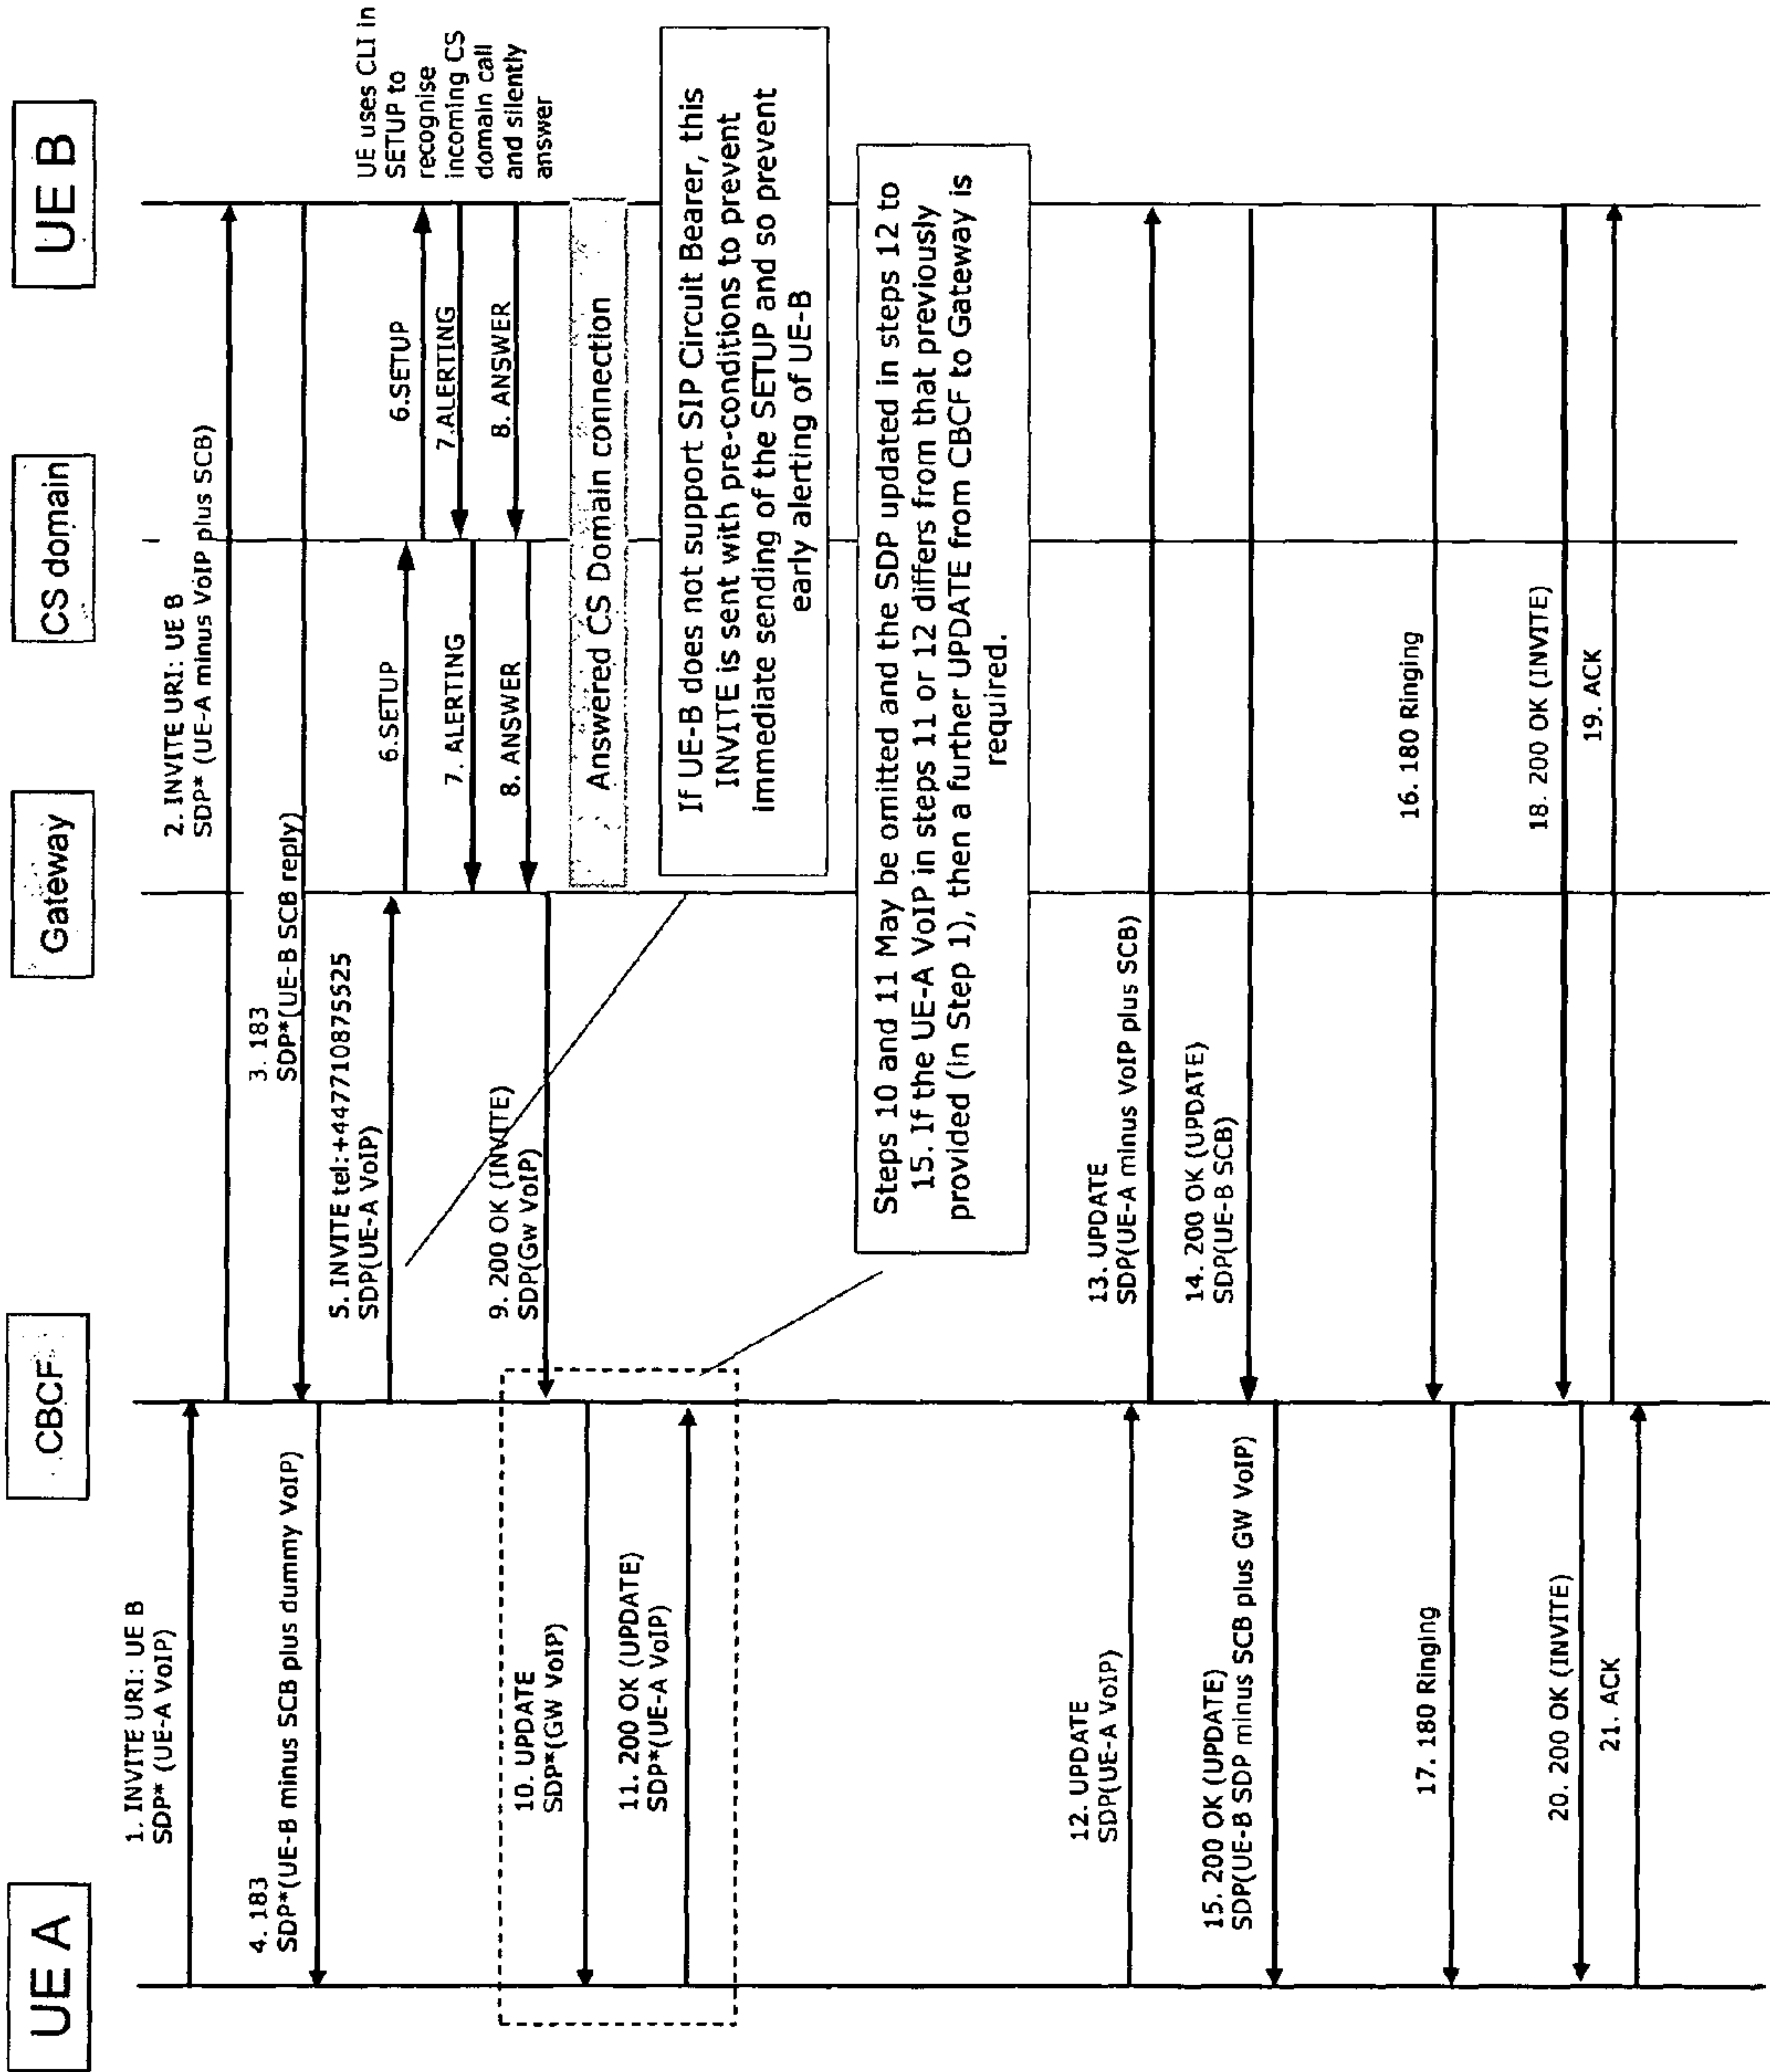 UE A
CBCF
Gateway
CS domain
UE B
1. INVITE URI: UE B
SDP* (UE-A VoIP)
2. INVITE URI: UE B
SDP* (UE-A minus VoIP plus SCB)
3. 183
SDP*(UE-B SCB reply)
4. 183
SDP*(UE-B minus SCB plus dummy VoIP)
5. INVITE tel:+447710875525
SDP(UE-A VoIP)
6.SETUP
6.SETUP
UE uses CLI in
SETUP to
recognise
incoming CS
domain call
and silently
answer
7. ALERTING
7.ALERTING
8. ANSWER
8. ANSWER
9. 200 OK (INVITE)
SDP(GW VoIP)
Answered CS Domain connection
10. UPDATE
SDP*(GW VoIP)
11. 200 OK (UPDATE)
SDP*(UE-A VoIP)
If UE-B does not support SIP Circuit Bearer, this
INVITE is sent with pre-conditions to prevent
immediate sending of the SETUP and so prevent
early alerting of UE-B
Steps 10 and 11 May be omitted and the SDP updated in steps 12 to
15. If the UE-A VoIP in steps 11 or 12 differs from that previously
provided (in Step 1), then a further UPDATE from CBCF to Gateway is
required.
12. UPDATE
SDP(UE-A VoIP)
13. UPDATE
SDP(UE-A minus VoIP plus SCB)
14. 200 OK (UPDATE)
SDP(UE-B SCB)
15. 200 OK (UPDATE)
SDP(UE-B SDP minus SCB plus GW VoIP)
16. 180 Ringing
17. 180 Ringing
18. 200 OK (INVITE)
19. ACK
20. 200 OK (INVITE)
21. ACK